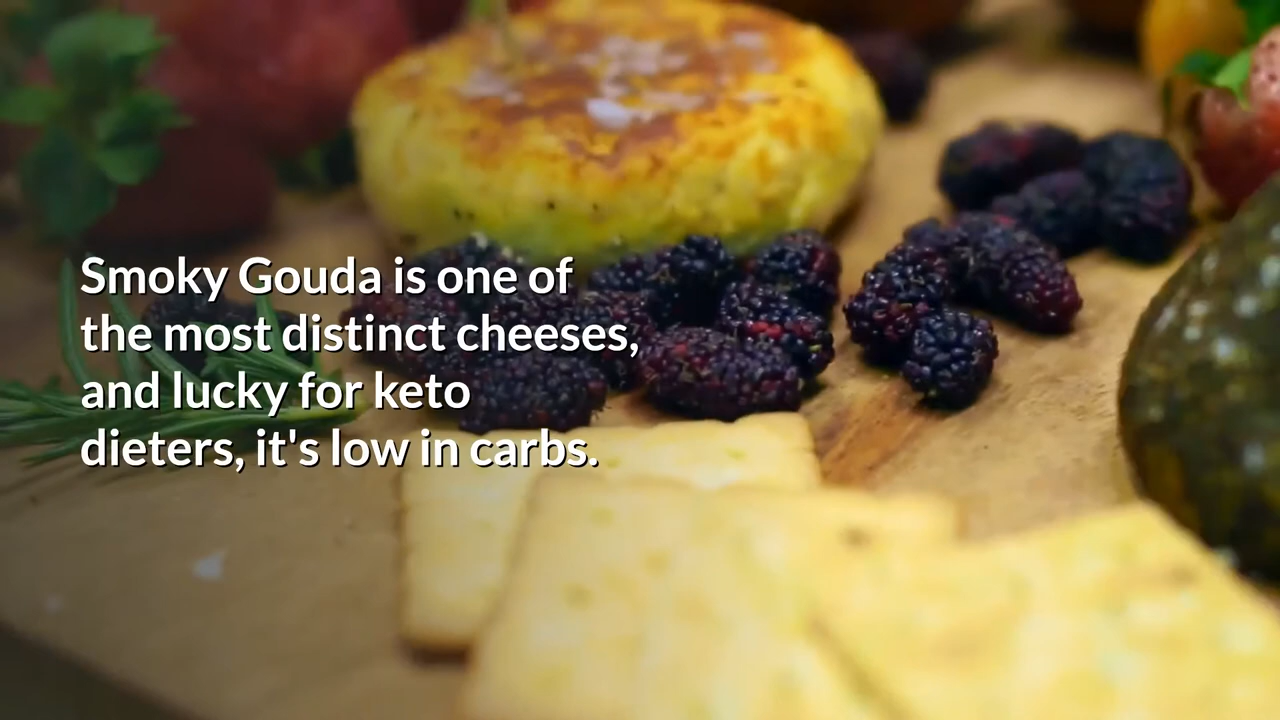 Smoky Gouda is one of
the most distinct cheeses,
and lucky for keto
dieters, it's low in carbs.